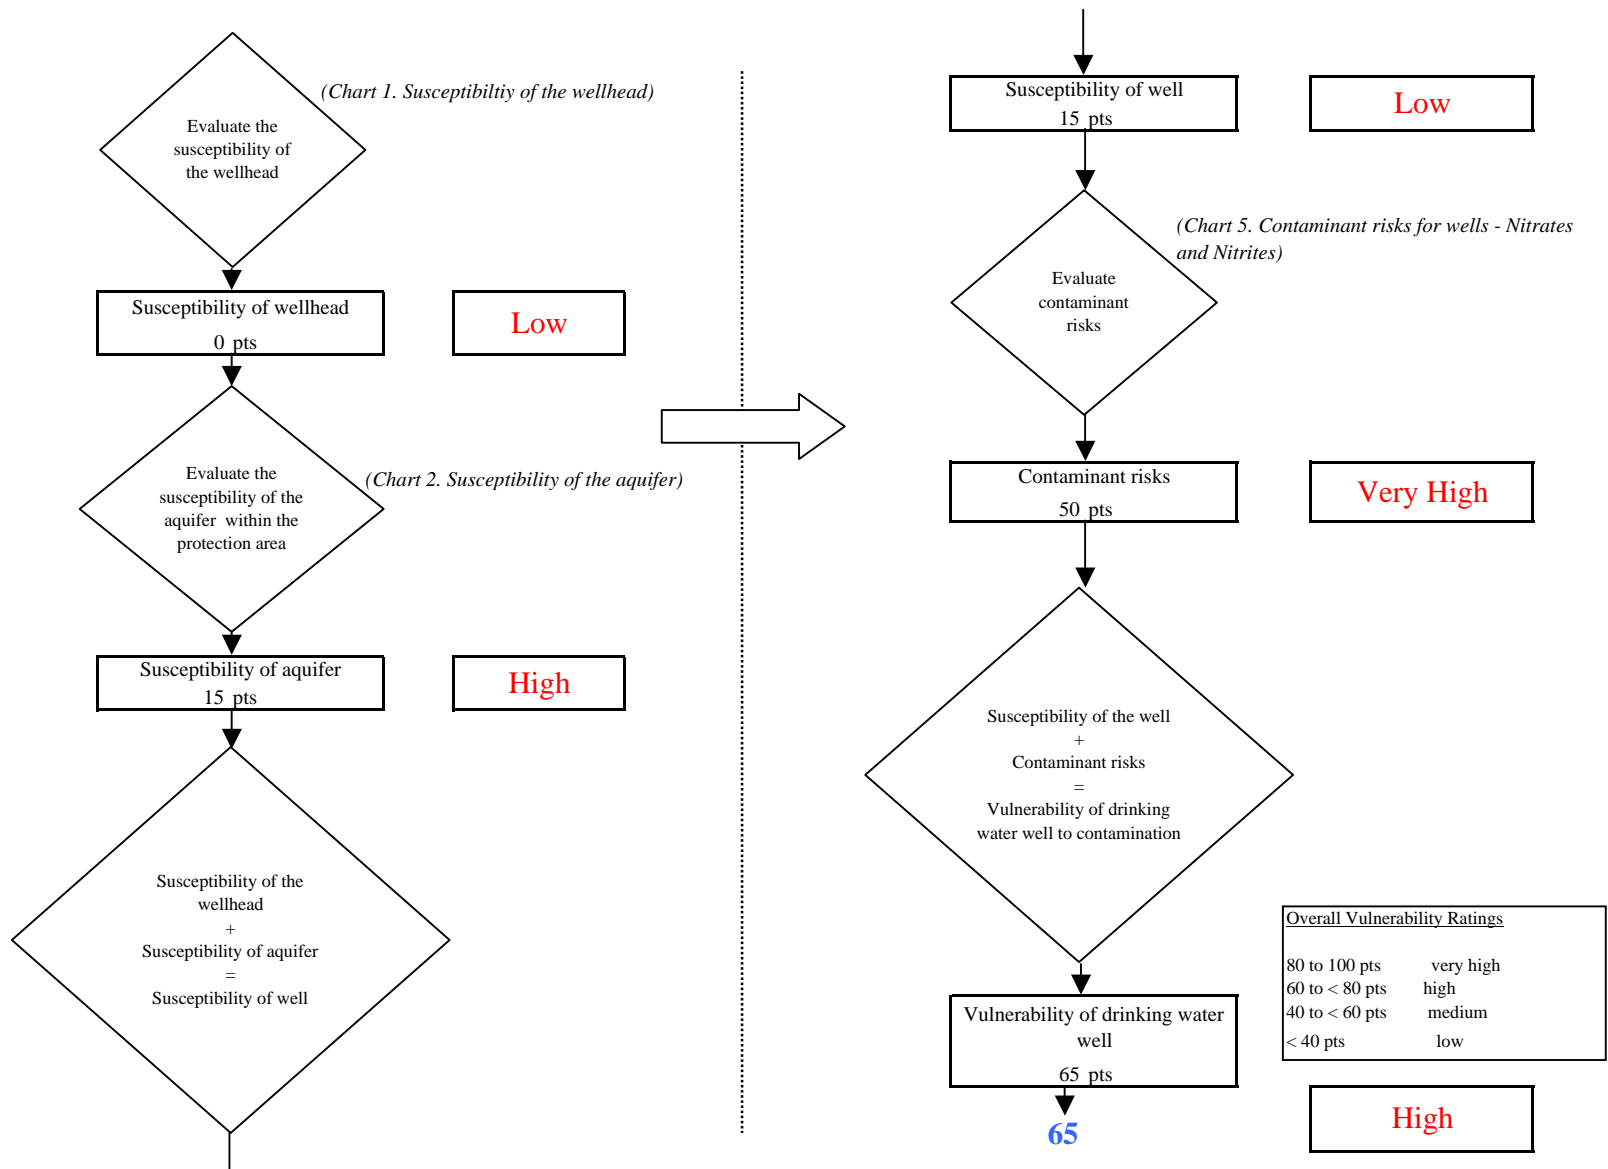 (Chart 1. Susceptibiltiy of the wellhead)
Evaluate the
susceptibility of
the wellhead
Susceptibility of wellhead
0 pts
Low
Evaluate the
susceptibility of the
aquifer within the
protection area
(Chart 2. Susceptibility of the aquifer)
Susceptibility of aquifer
15 pts
High
Susceptibility of the
wellhead
+
Susceptibility of aquifer
=
Susceptibility of well
Susceptibility of well
15 pts
Low
(Chart 5. Contaminant risks for wells - Nitrates
and Nitrites)
Evaluate
contaminant
risks
Contaminant risks
50 pts
Very High
Susceptibility of the well
+
Contaminant risks
=
Vulnerability of drinking
water well to contamination
Overall Vulnerability Ratings
80 to 100 pts very high
60 to < 80 pts high
40 to < 60 pts medium
< 40 pts low
Vulnerability of drinking water
well
65 pts
65
High